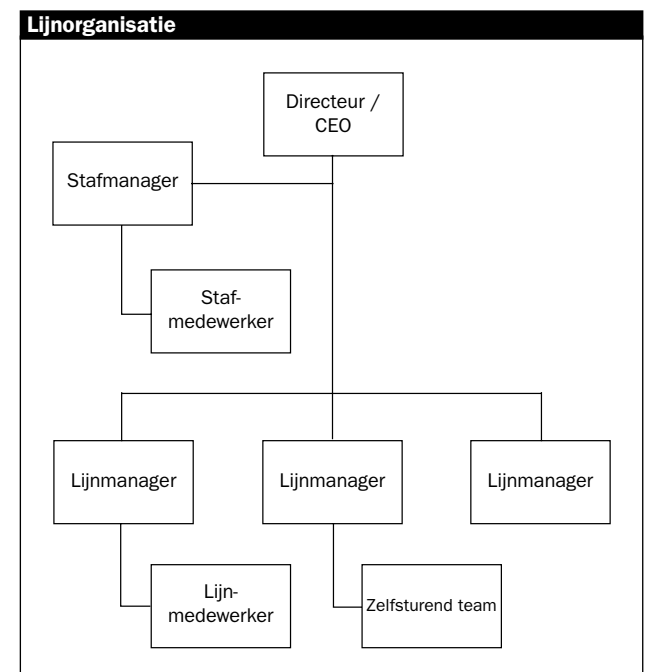 Lijnorganisatie
Directeur /
CEO
Stafmanager
Staf-
medewerker
Lijnmanager
Lijnmanager
Lijnmanager
Lijn-
medewerker
Zelfsturend team